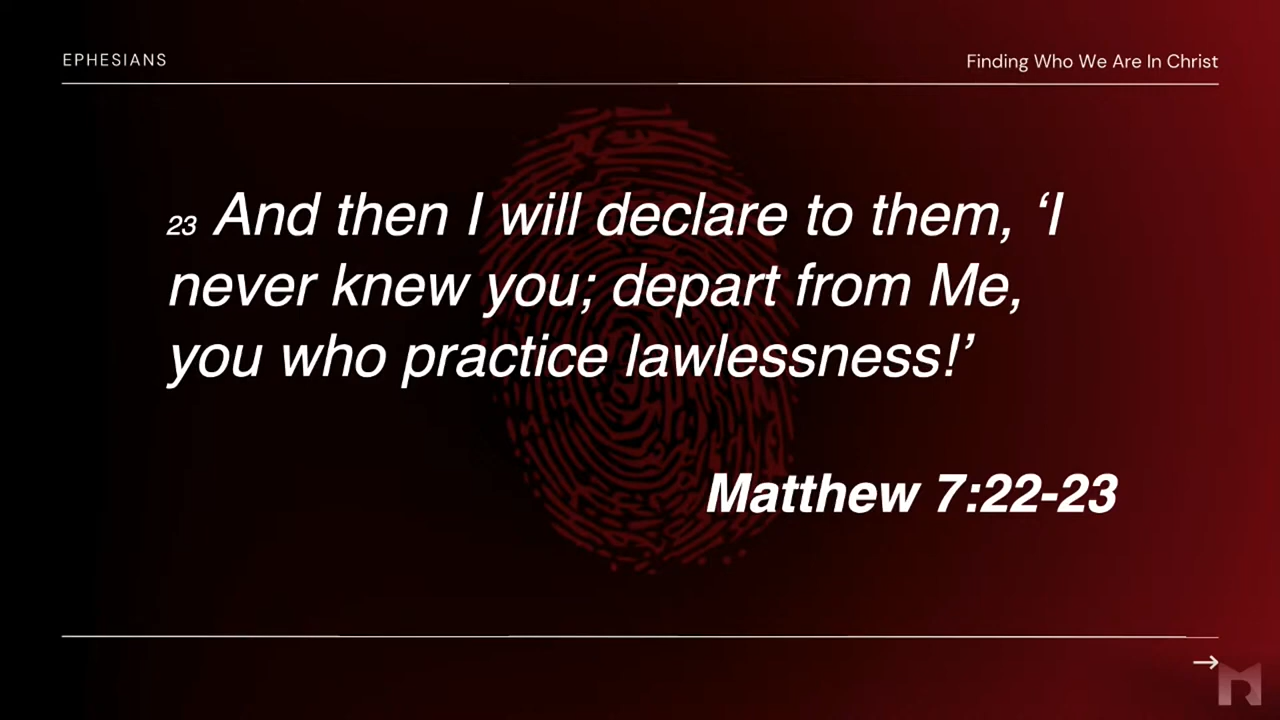 EPHESIANS
Finding Who We Are In Christ
23 And then I will declare to them, ‘I
never knew you; depart from Me,
you who practice lawlessness!’
Matthew 7:22-23